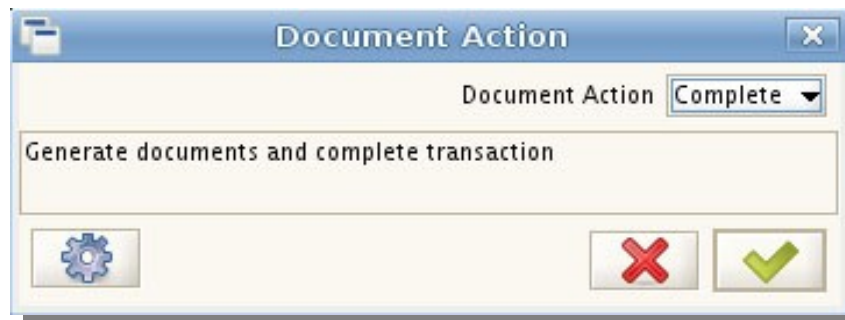 Document Action
Document Action Complete
Generate documents and complete transaction